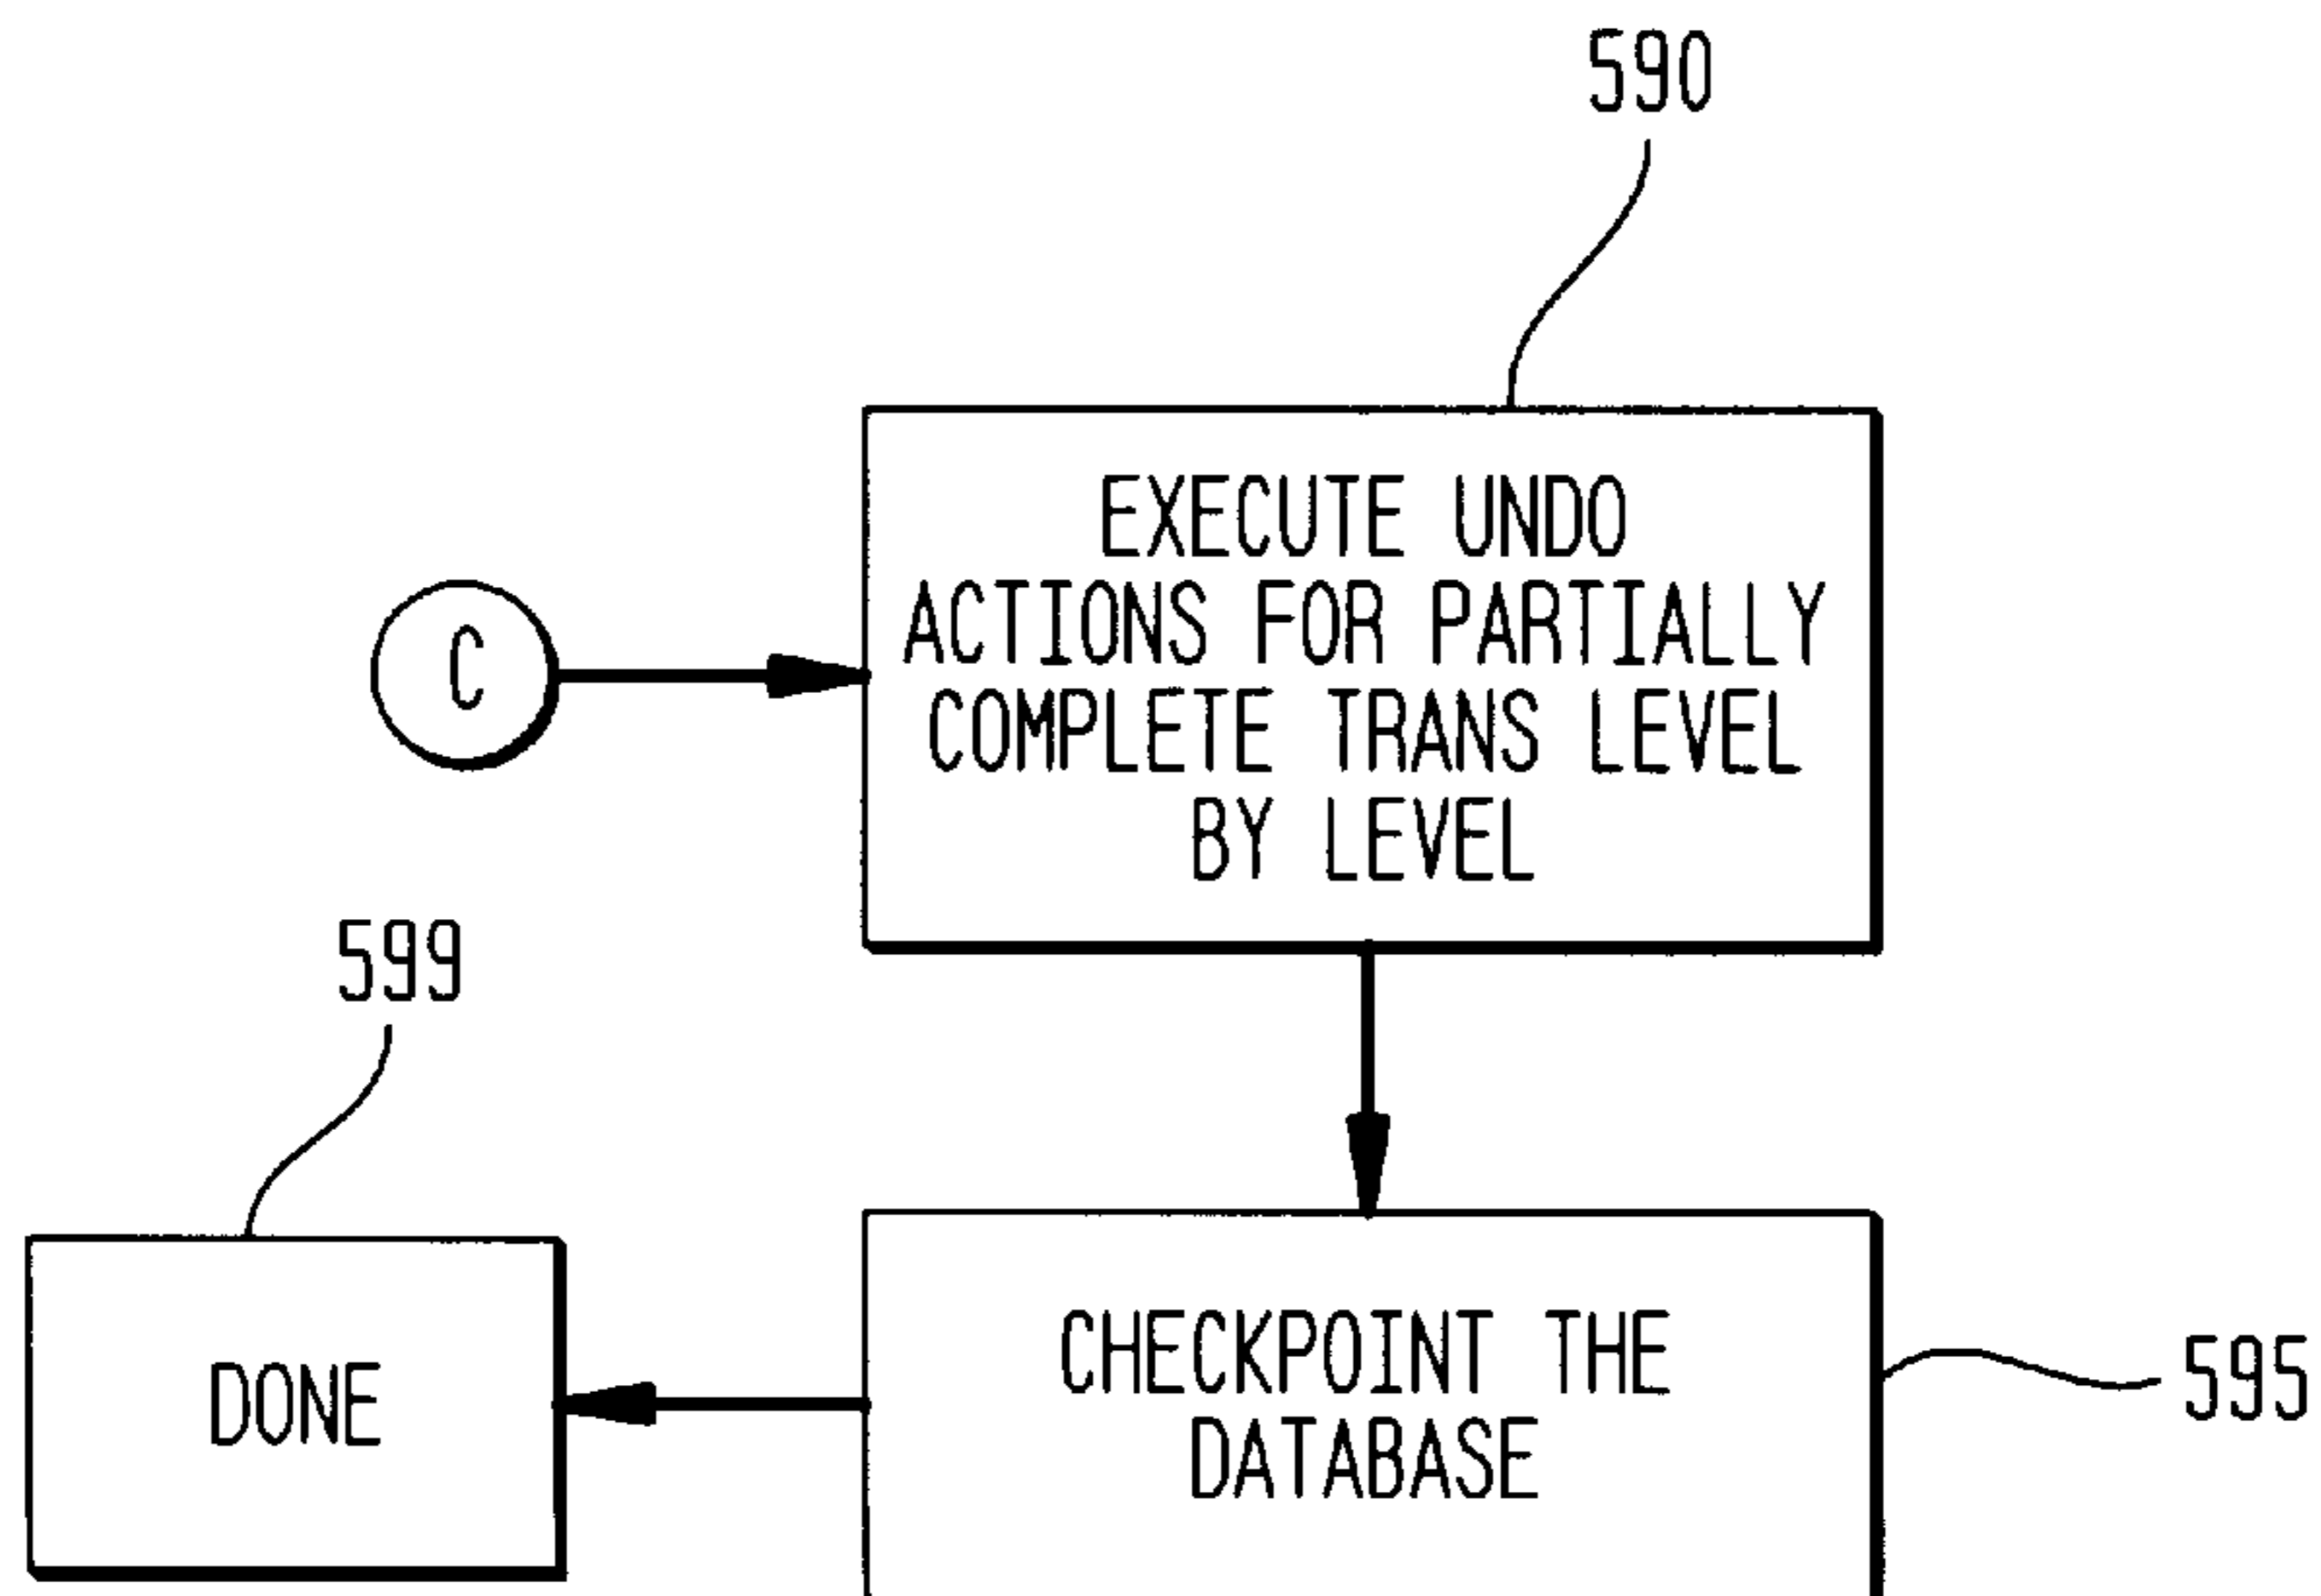 590
EXECUTE UNDO
ACTIONS FOR PARTIALLY
COMPLETE TRANS LEVEL
BY LEVEL
C
599
DONE
CHECKPOINT THE
DATABASE
595